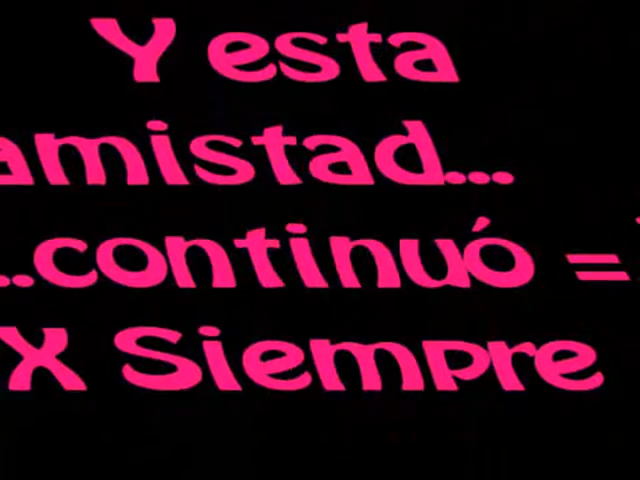 Y esta
amistad...
..continuó =
X Siempre